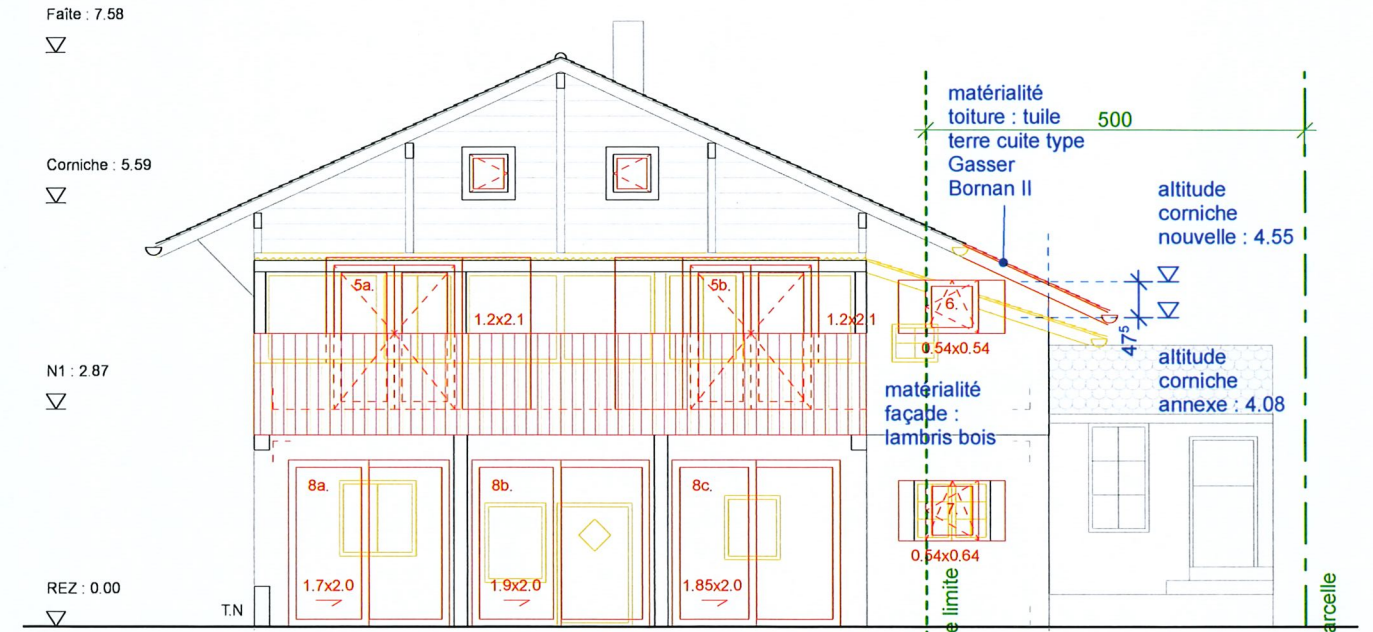 Faîte : 7.58
Corniche : 5.59
N1 : 2.87
REZ : 0.00
T.N
matérialité
toiture : tuile
terre cuite type
Gasser
Bornan II
500
altitude
corniche
nouvelle : 4.55
47⁵
altitude
corniche
annexe : 4.08
5a.
1.2x2.1
5b.
1.2x2.1
6.
0.54x0.54
matérialité
façade :
lambris bois
8a.
1.7x2.0
8b.
1.9x2.0
8c.
1.85x2.0
7.
0.54x0.64
e limite
arcelle